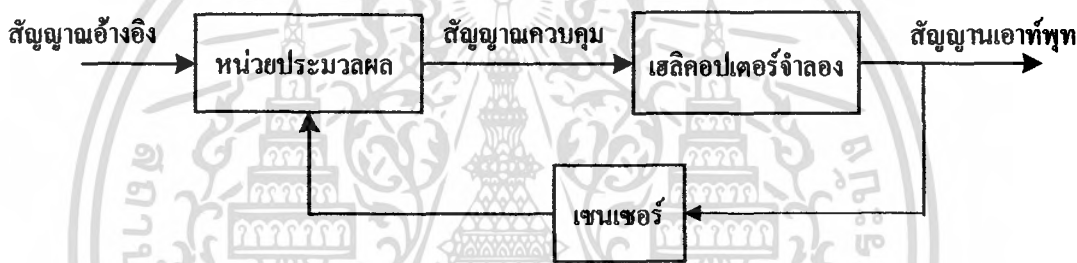 สัญญาณอ้างอิง
หน่วยประมวลผล
สัญญาณควบคุม
เฮลิคอปเตอร์จำลอง
สัญญานเอาท์พุท
เซนเซอร์